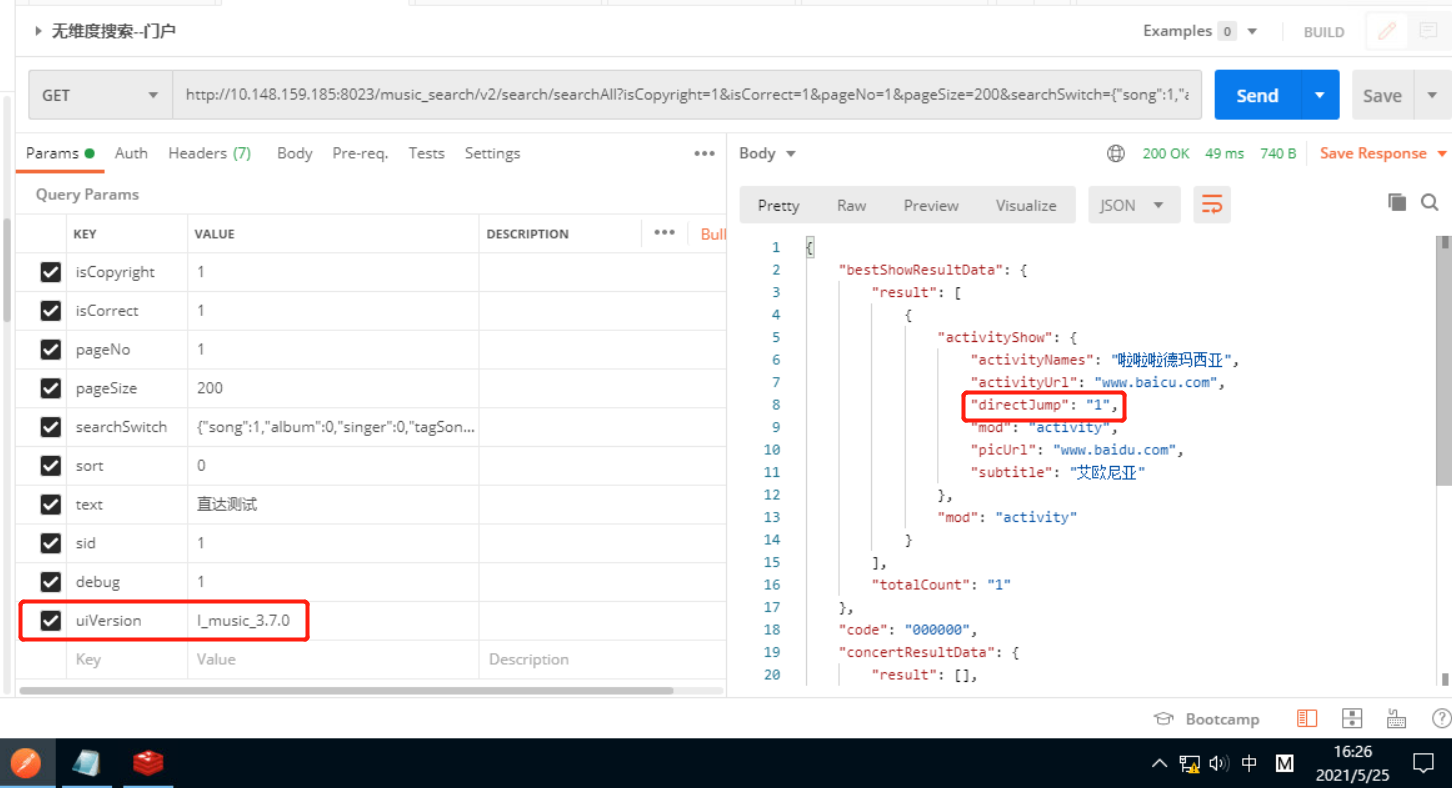 无维度搜索--门户
Examples 0 BUILD
GET http://10.148.159.185:8023/music_search/v2/search/searchAll?isCopyright=1&isCorrect=1&pageNo=1&pageSize=200&searchSwitch={"song":1,"a Send Save
Params Auth Headers (7) Body Pre-req. Tests Settings
Query Params
KEY VALUE DESCRIPTION Bull
isCopyright 1
isCorrect 1
pageNo 1
pageSize 200
searchSwitch {"song":1,"album":0,"singer":0,"tagSon...
sort 0
text 直达测试
sid 1
debug 1
uiVersion I_music_3.7.0
Key Value Description
Body 200 OK 49 ms 740 B Save Response
Pretty Raw Preview Visualize JSON
1 {
2 "bestShowResultData": {
3 "result": [
4 {
5 "activityShow": {
6 "activityNames": "啦啦啦德玛西亚",
7 "activityUrl": "www.baicu.com",
8 "directJump": "1",
9 "mod": "activity",
10 "picUrl": "www.baidu.com",
11 "subtitle": "艾欧尼亚"
12 },
13 "mod": "activity"
14 }
15 ],
16 "totalCount": "1"
17 },
18 "code": "000000",
19 "concertResultData": {
20 "result": [],
Bootcamp
中 M 16:26
2021/5/25